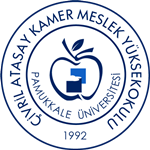 ÇİVRİL ATASAY KAMER MESLEK YÜKSEKOKULU
PAMUKKALE ÜNİVERSİTESİ
1992